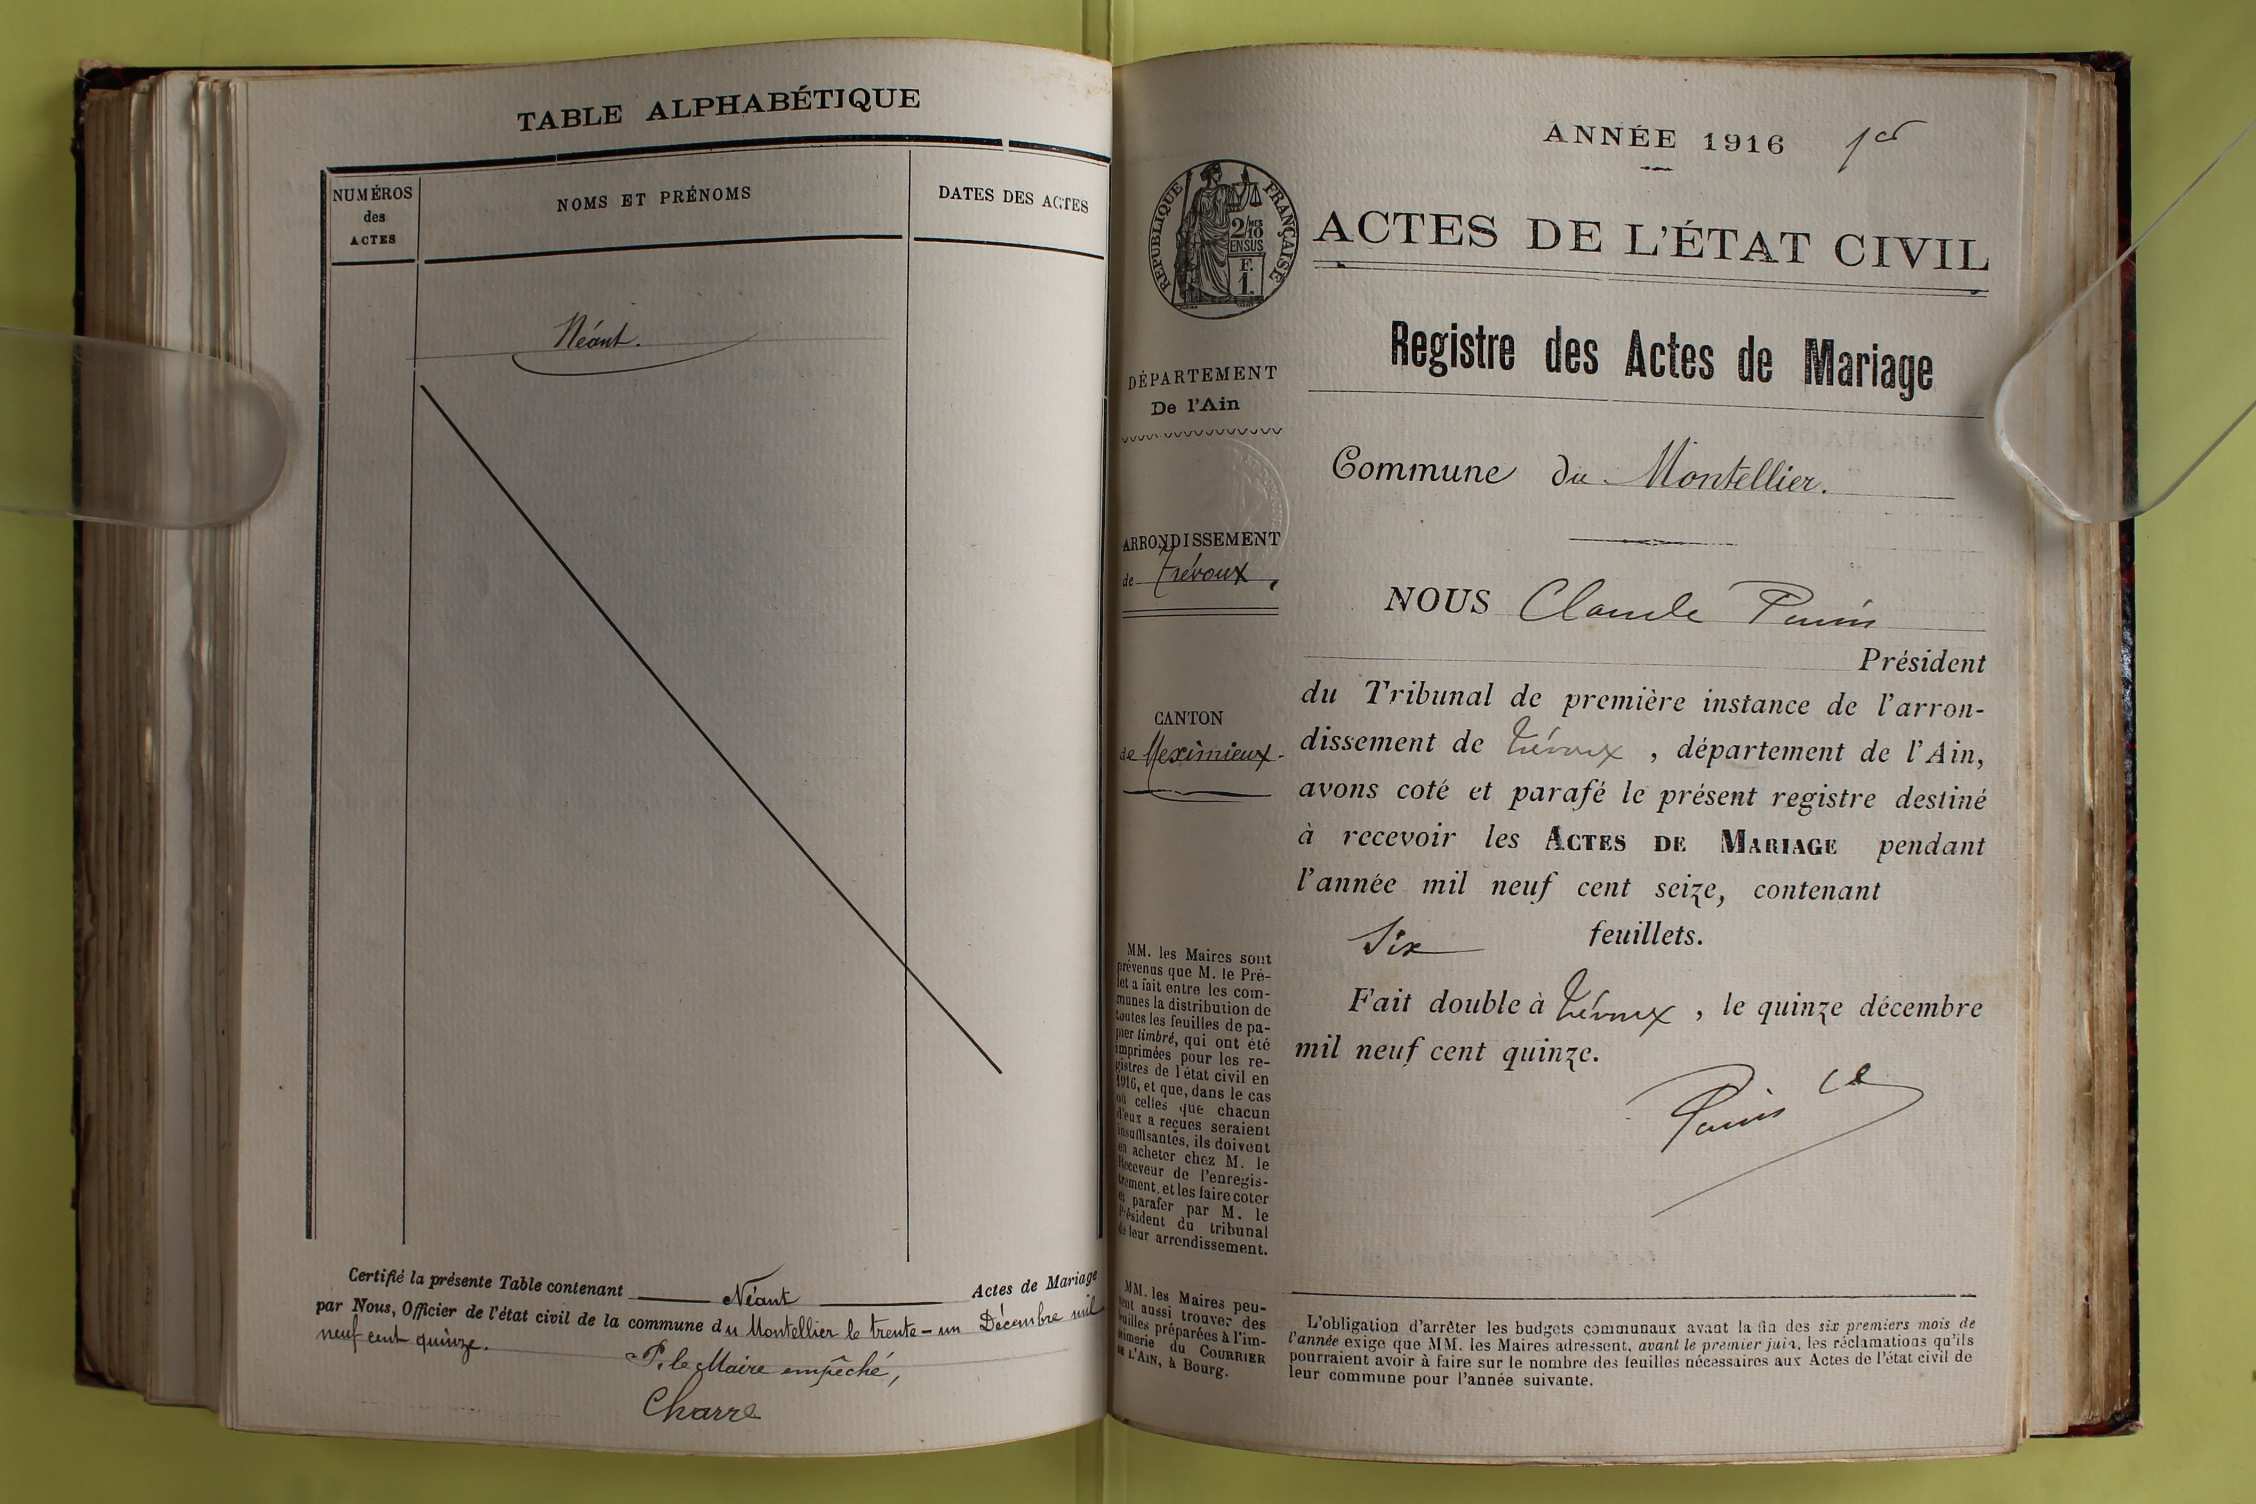 TABLE ALPHABÉTIQUE
NUMÉROS
des
ACTES
NOMS ET PRÉNOMS
DATES DES ACTES
Néant.
Certifié la présente Table contenant Néant Actes de Mariage
par Nous, Officier de l'état civil de la commune du Montellier le trente-un Décembre mil
neuf cent quinze.
P. le Maire empêché,
Charre
ANNÉE 1916 1er
RÉPUBLIQUE FRANÇAISE
2/10
EN SUS
F.
1.
ACTES DE L'ÉTAT CIVIL
Registre des Actes de Mariage
DÉPARTEMENT
De l'Ain
ARRONDISSEMENT
de Trévoux,
CANTON
de Meximieux.
MM. les Maires sont
prévenus que M. le Pré-
fet a fait entre les com-
munes la distribution de
toutes les feuilles de pa-
pier timbré, qui ont été
imprimées pour les re-
gistres de l'état civil en
1916, et que, dans le cas
où celles que chacun
d'eux a reçues seraient
insuffisantes, ils doivent
en acheter chez M. le
Receveur de l'enregis-
trement, et les faire coter
et parafer par M. le
Président du tribunal
de leur arrondissement.
MM. les Maires peu-
vent aussi trouver des
feuilles préparées à l'im-
primerie du COURRIER
DE L'AIN, à Bourg.
Commune du Montellier.
NOUS Claude
Président
du Tribunal de première instance de l'arron-
dissement de Trévoux, département de l'Ain,
avons coté et parafé le présent registre destiné
à recevoir les ACTES DE MARIAGE pendant
l'année mil neuf cent seize, contenant
Six feuillets.
Fait double à Trévoux, le quinze décembre
mil neuf cent quinze.
L'obligation d'arrêter les budgets communaux avant la fin des six premiers mois de
l'année exige que MM. les Maires adressent, avant le premier juin, les réclamations qu'ils
pourraient avoir à faire sur le nombre des feuilles nécessaires aux Actes de l'état civil de
leur commune pour l'année suivante.